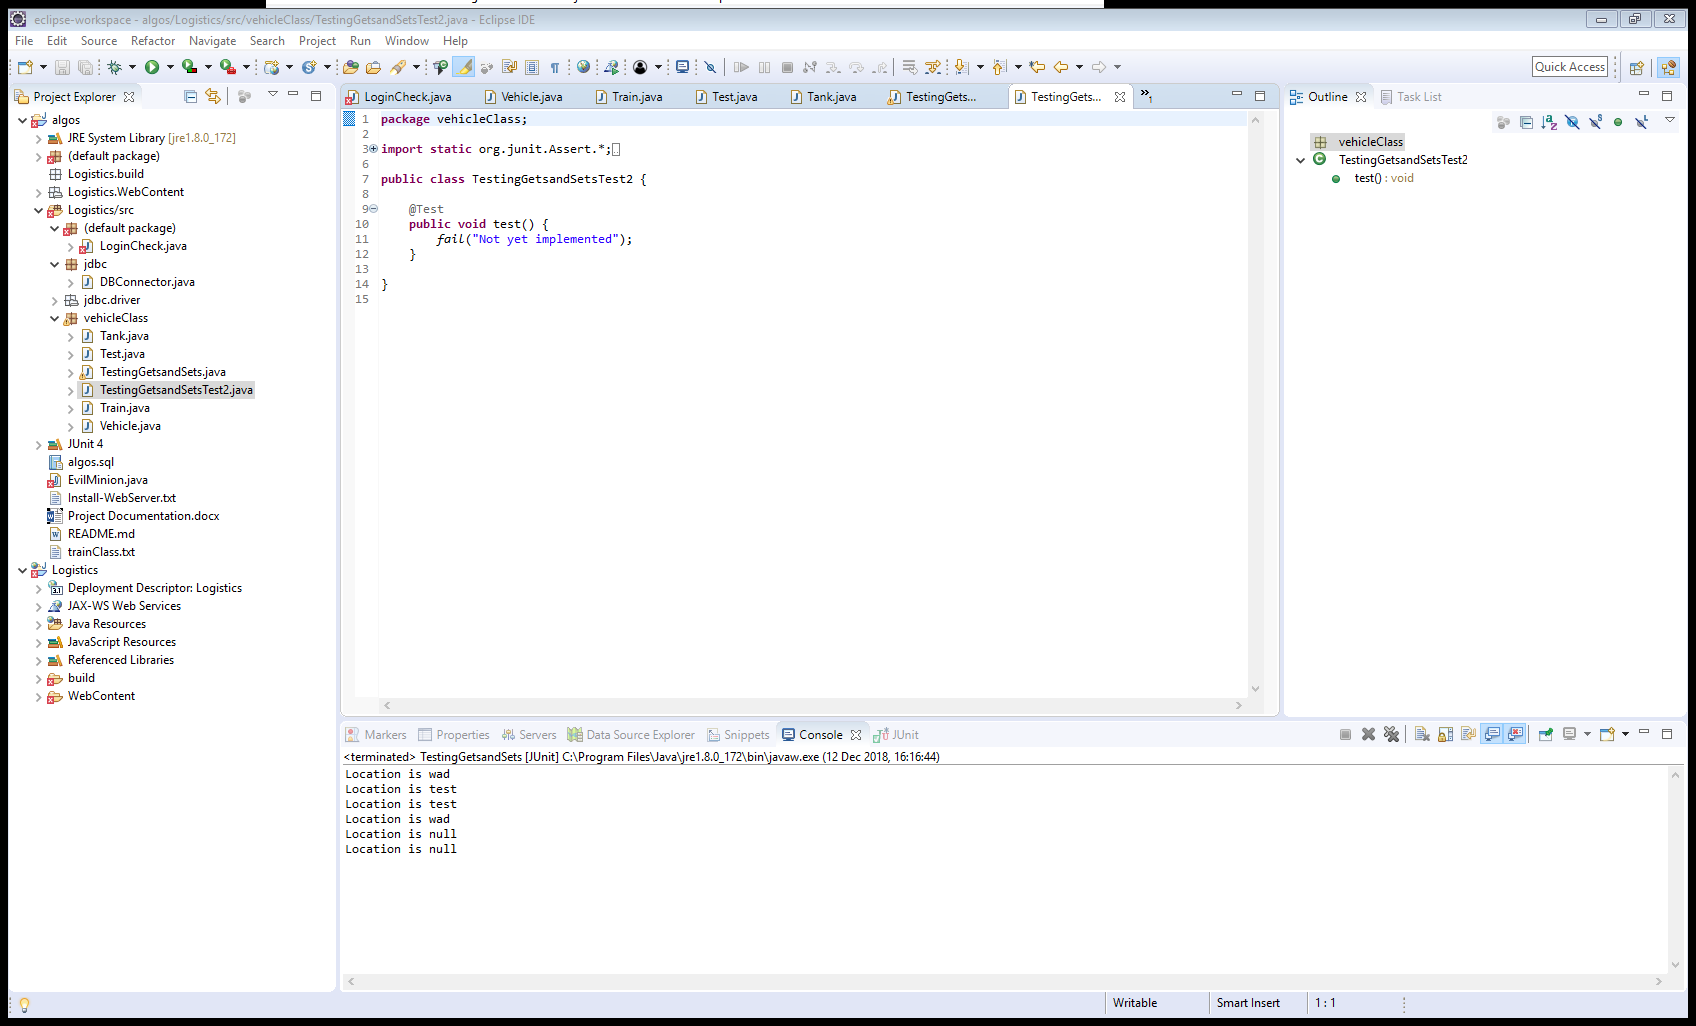 eclipse-workspace - algos/Logistics/src/vehicleClass/TestingGetsandSetsTest2.java - Eclipse IDE
File Edit Source Refactor Navigate Search Project Run Window Help
Quick Access
Project Explorer
algos
JRE System Library [jre1.8.0_172]
(default package)
Logistics.build
Logistics.WebContent
Logistics/src
(default package)
LoginCheck.java
jdbc
DBConnector.java
jdbc.driver
vehicleClass
Tank.java
Test.java
TestingGetsandSets.java
TestingGetsandSetsTest2.java
Train.java
Vehicle.java
JUnit 4
algos.sql
EvilMinion.java
Install-WebServer.txt
Project Documentation.docx
README.md
trainClass.txt
Logistics
Deployment Descriptor: Logistics
JAX-WS Web Services
Java Resources
JavaScript Resources
Referenced Libraries
build
WebContent
LoginCheck.java Vehicle.java Train.java Test.java Tank.java TestingGets... TestingGets... »1
1 package vehicleClass;
2
3 import static org.junit.Assert.*;
6
7 public class TestingGetsandSetsTest2 {
8
9 @Test
10 public void test() {
11 fail("Not yet implemented");
12 }
13
14 }
15
Outline Task List
vehicleClass
TestingGetsandSetsTest2
test() : void
Markers Properties Servers Data Source Explorer Snippets Console JUnit
<terminated> TestingGetsandSets [JUnit] C:\Program Files\Java\jre1.8.0_172\bin\javaw.exe (12 Dec 2018, 16:16:44)
Location is wad
Location is test
Location is test
Location is wad
Location is null
Location is null
Writable Smart Insert 1 : 1